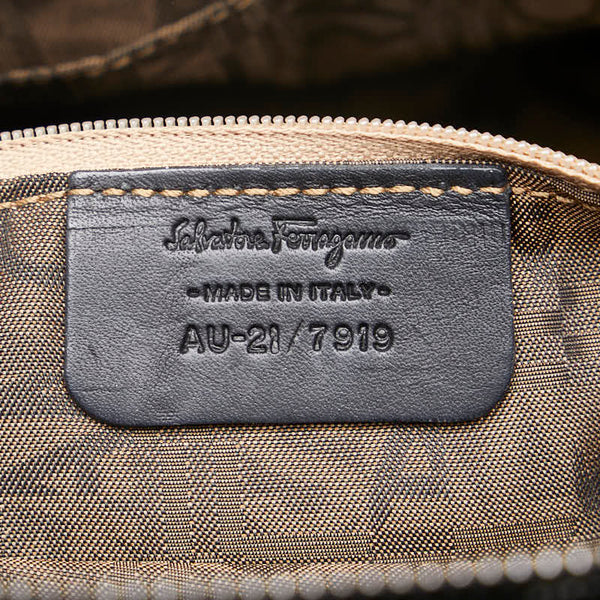 Salvatore Ferragamo
-MADE IN ITALY-
AU-21/7919